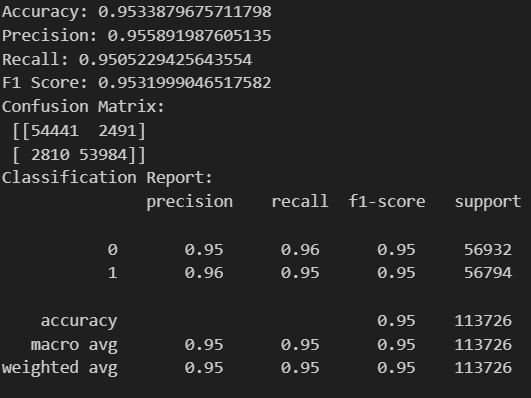 Accuracy: 0.9533879675711798
Precision: 0.955891987605135
Recall: 0.9505229425643554
F1 Score: 0.9531999046517582
Confusion Matrix:
[[54441  2491]
[ 2810 53984]]
Classification Report:
precision    recall  f1-score   support
0       0.95      0.96      0.95     56932
1       0.96      0.95      0.95     56794
accuracy                           0.95    113726
macro avg       0.95      0.95      0.95    113726
weighted avg       0.95      0.95      0.95    113726